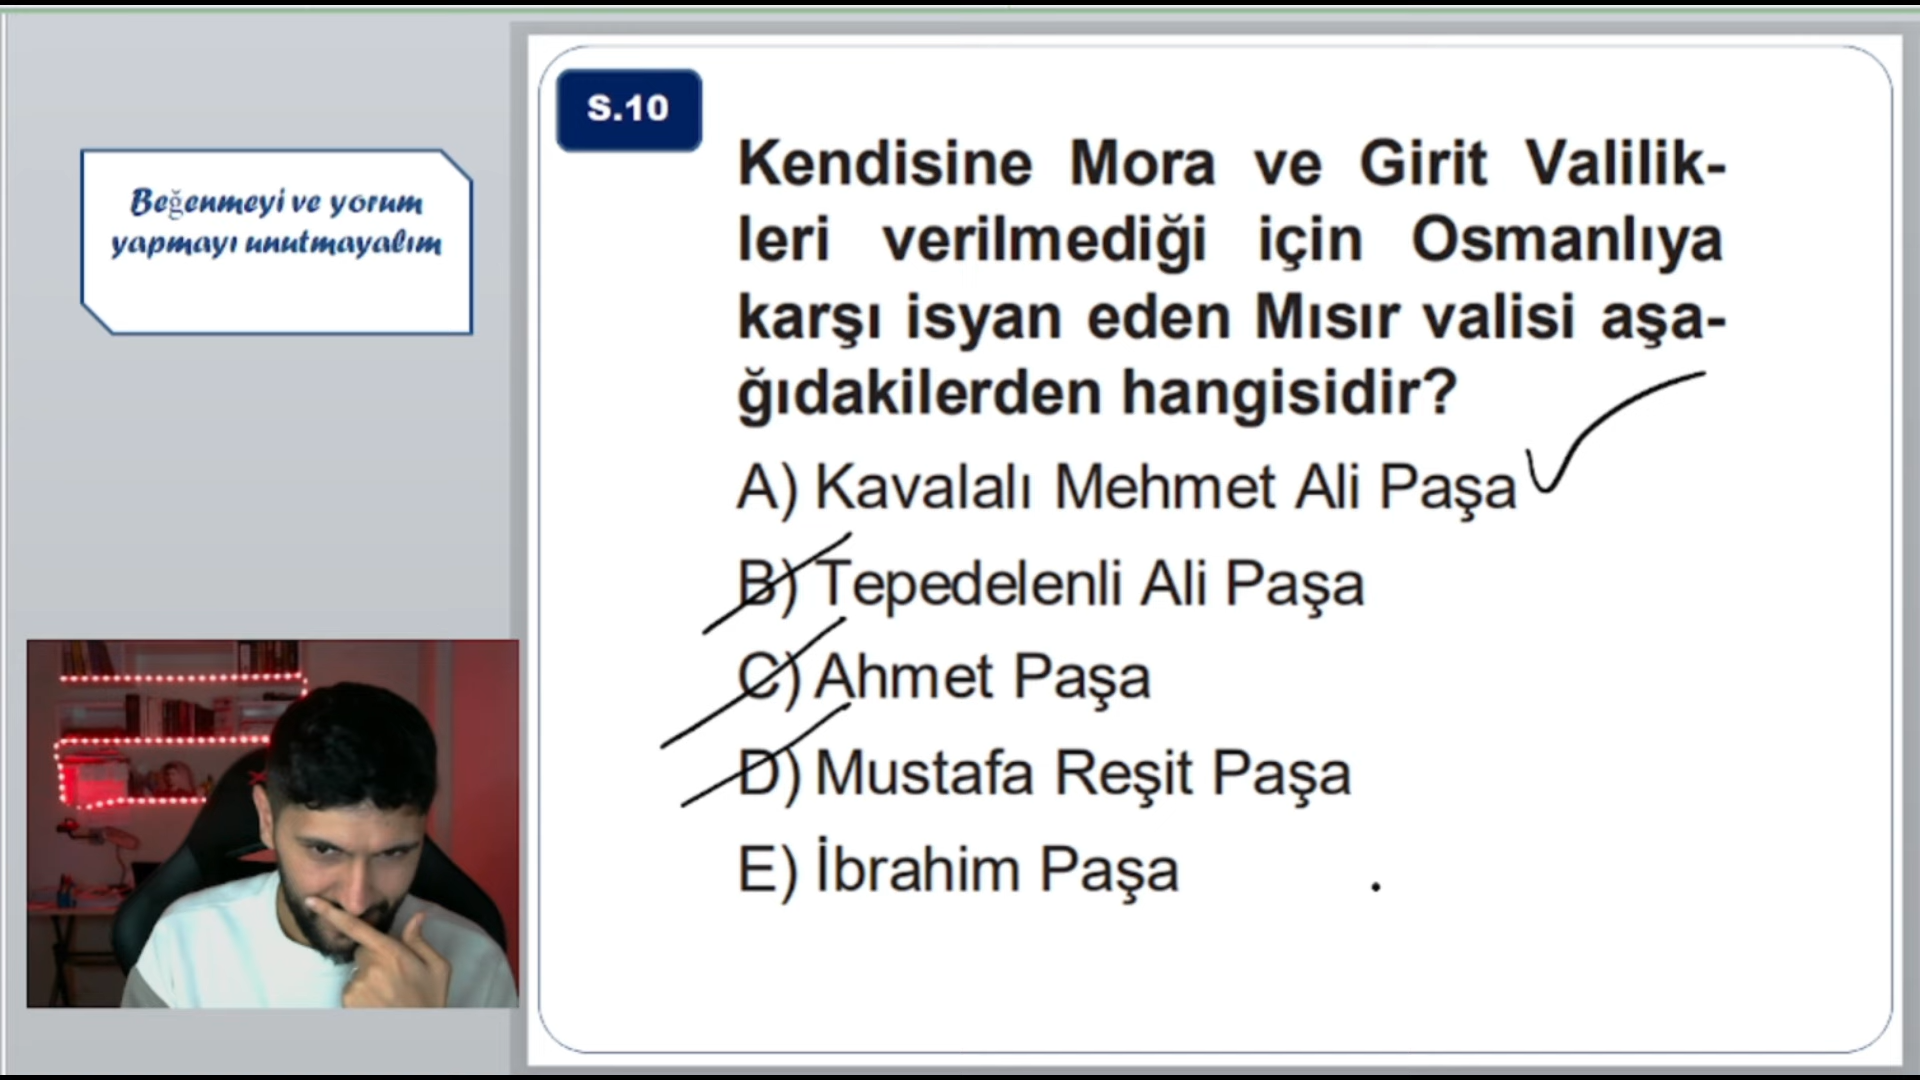 S.10
Kendisine Mora ve Girit Valilik-
leri verilmediği için Osmanlıya
karşı isyan eden Mısır valisi aşa-
ğıdakilerden hangisidir?
A) Kavalalı Mehmet Ali Paşa
B) Tepedelenli Ali Paşa
C) Ahmet Paşa
D) Mustafa Reşit Paşa
E) İbrahim Paşa
Beğenmeyi ve yorum
yapmayı unutmayalım